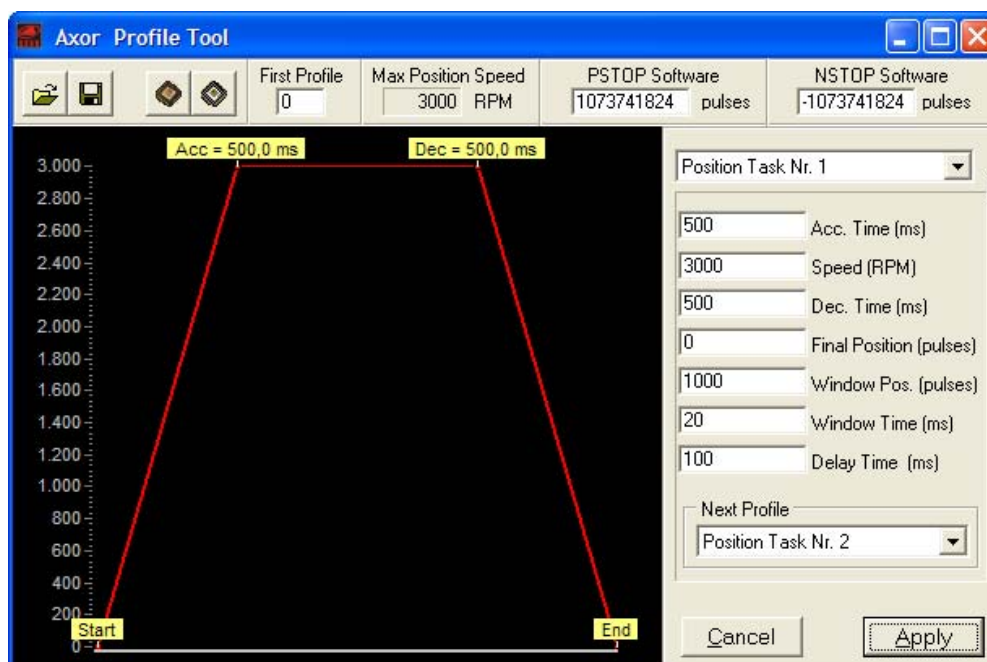 Axor Profile Tool
First Profile
0
Max Position Speed
3000 RPM
PSTOP Software
1073741824 pulses
NSTOP Software
-1073741824 pulses
Acc = 500,0 ms
Dec = 500,0 ms
3.000
2.800
2.600
2.400
2.200
2.000
1.800
1.600
1.400
1.200
1.000
800
600
400
200
0
Start
End
Position Task Nr. 1
500 Acc. Time (ms)
3000 Speed (RPM)
500 Dec. Time (ms)
0 Final Position (pulses)
1000 Window Pos. (pulses)
20 Window Time (ms)
100 Delay Time (ms)
Next Profile
Position Task Nr. 2
Cancel
Apply